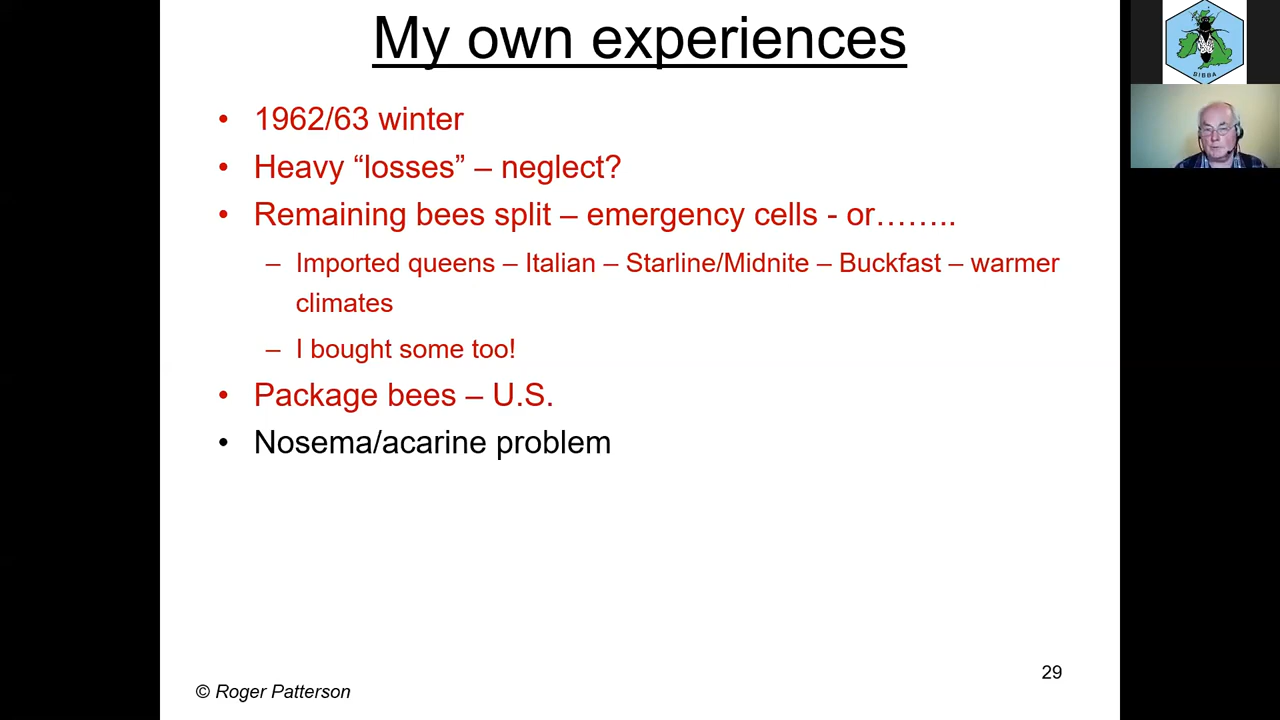 My own experiences
• 1962/63 winter
• Heavy “losses” – neglect?
• Remaining bees split – emergency cells - or……..
– Imported queens – Italian – Starline/Midnite – Buckfast – warmer
climates
– I bought some too!
• Package bees – U.S.
• Nosema/acarine problem
29
© Roger Patterson
BIBBA